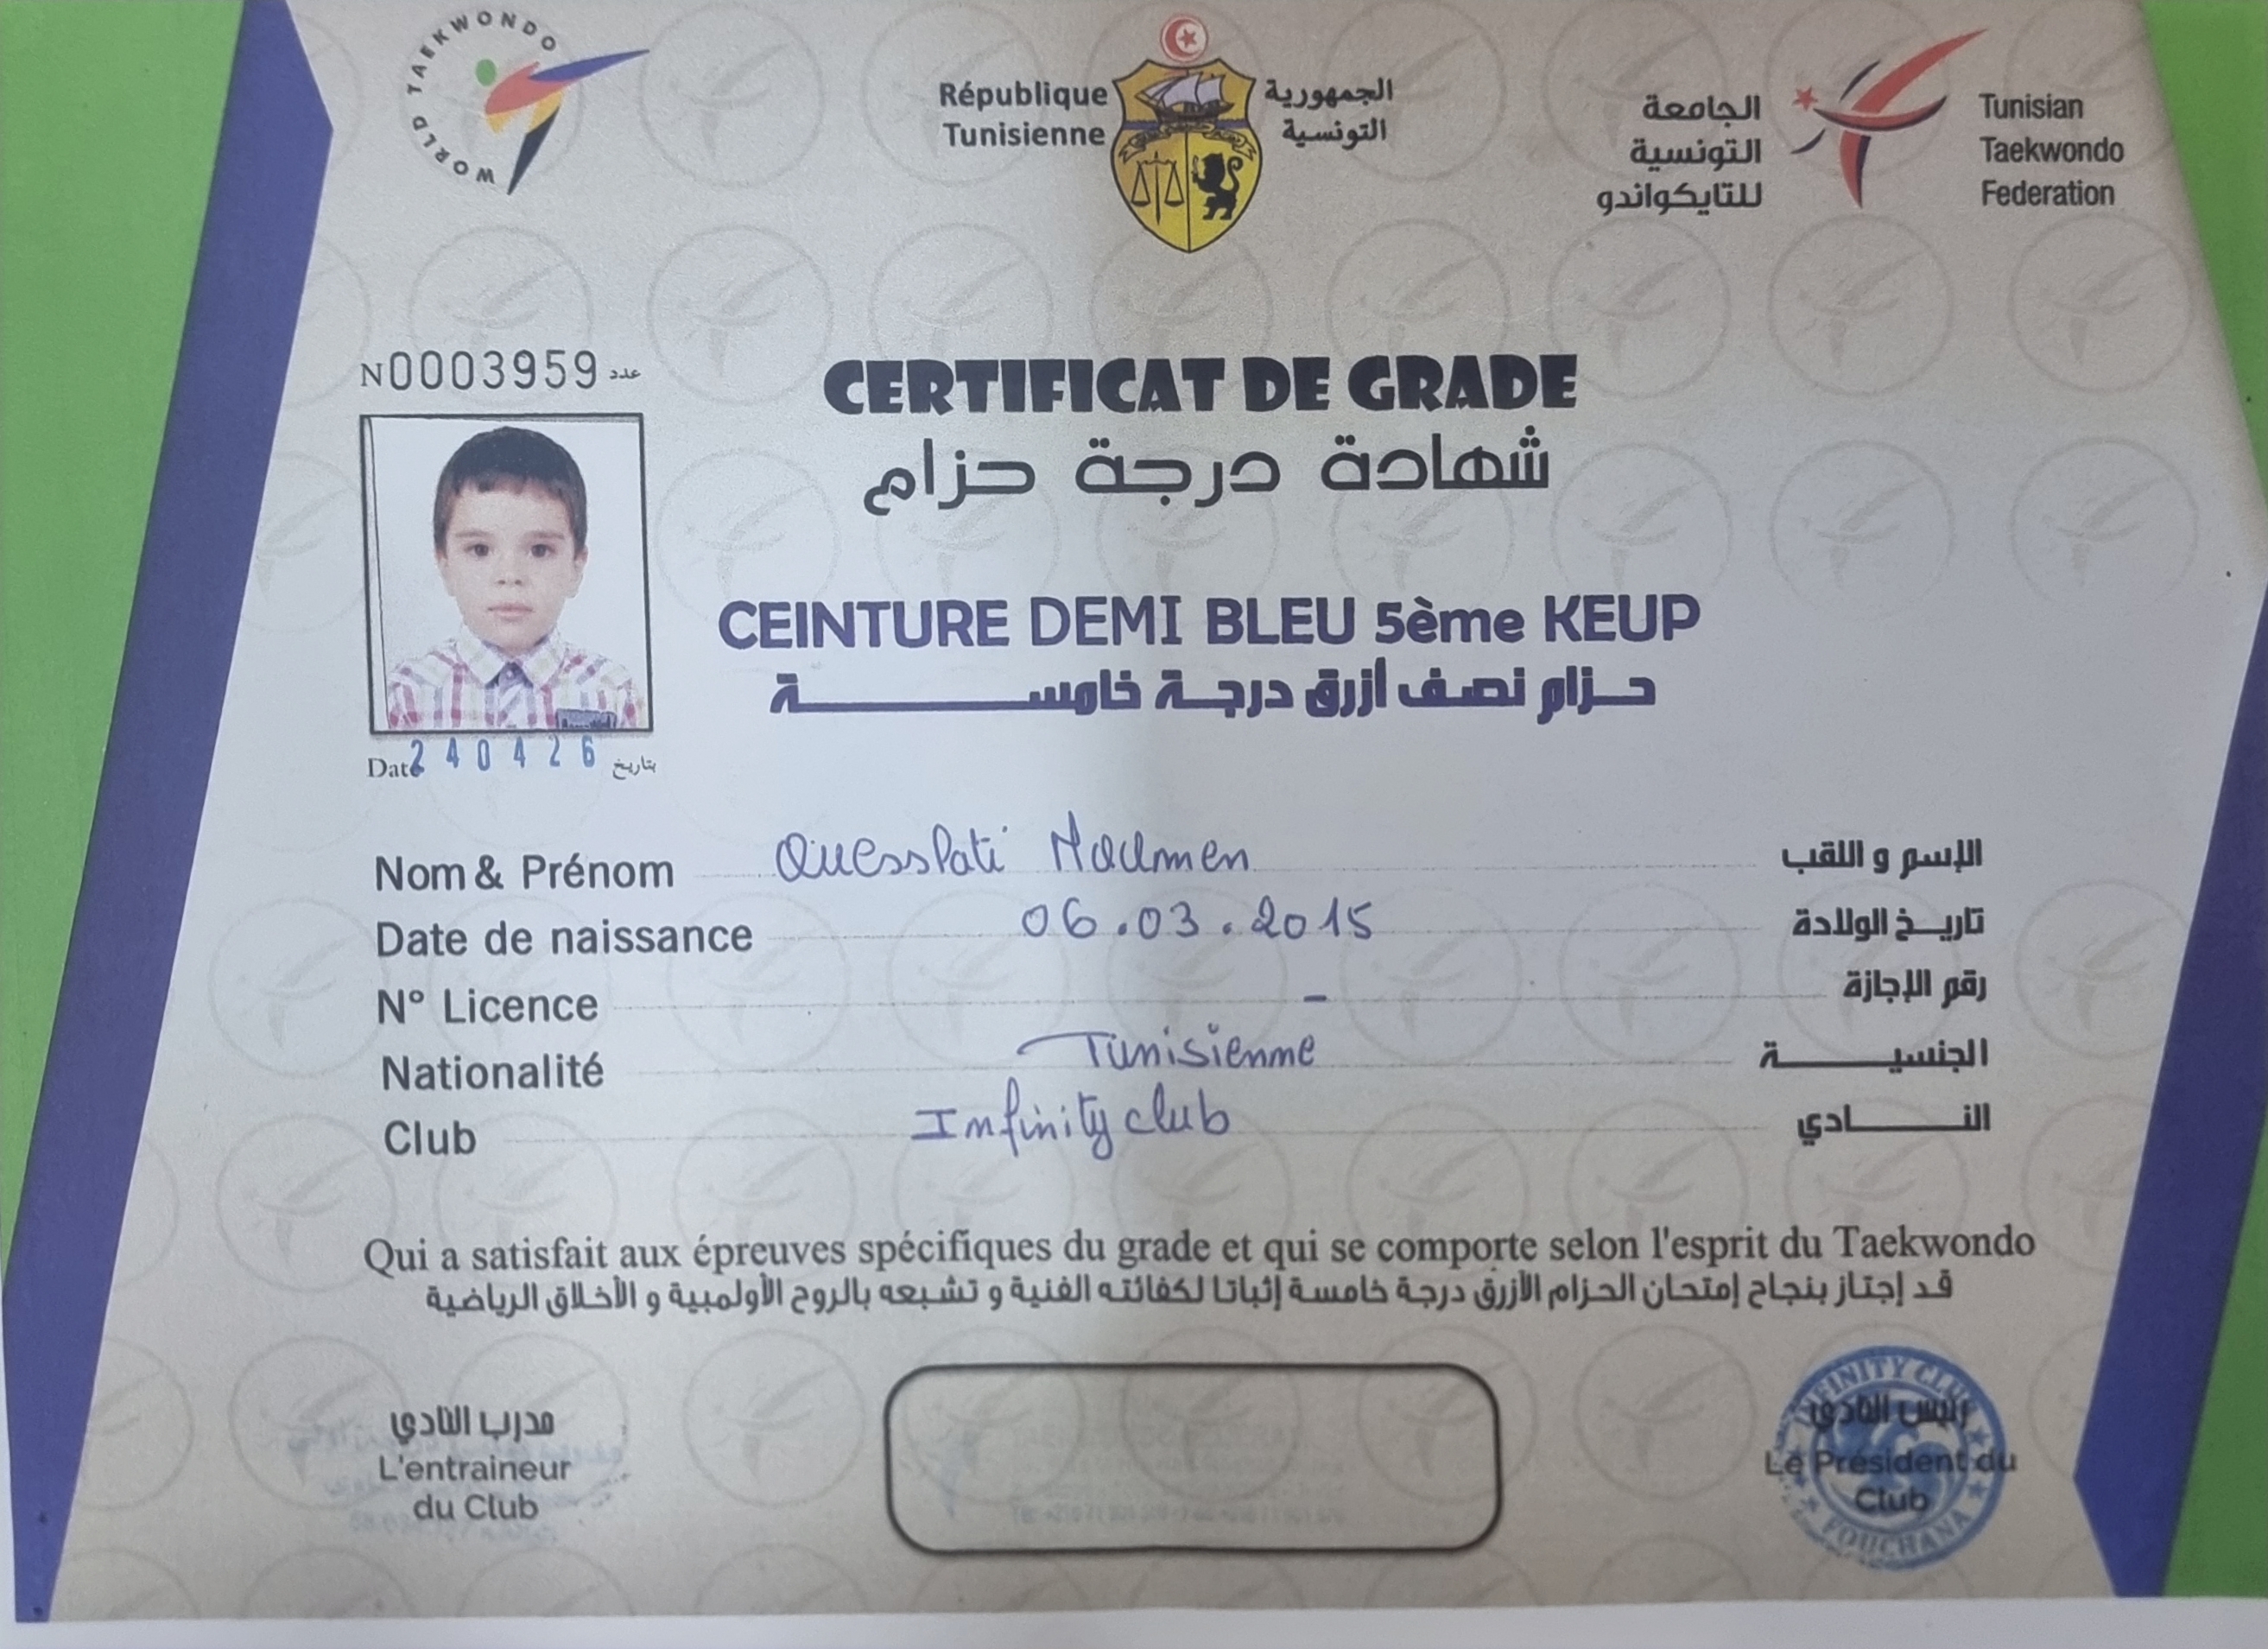 WORLD TAEKWONDO
République Tunisienne
الجمهورية التونسية
الجامعة التونسية للتايكواندو
Tunisian Taekwondo Federation
N0003959 عدد
CERTIFICAT DE GRADE
شهادة درجة حزام
CEINTURE DEMI BLEU 5ème KEUP
حزام نصف أزرق درجة خامسة
Date 240426 بتاريخ
Nom & Prénom Ouesslati الإسم و اللقب
Date de naissance 06.03.2015 تاريخ الولادة
N° Licence - رقم الإجازة
Nationalité Tunisienne الجنسية
Club Infinity club النادي
Qui a satisfait aux épreuves spécifiques du grade et qui se comporte selon l'esprit du Taekwondo
قد إجتاز بنجاح إمتحان الحزام الأزرق درجة خامسة إثباتا لكفائته الفنية و تشبعه بالروح الأولمبية و الأخلاق الرياضية
مدرب النادي
L'entraineur
du Club
INFINITY CLUB
رئيس النادي
Le Président du
Club
FOUCHANA